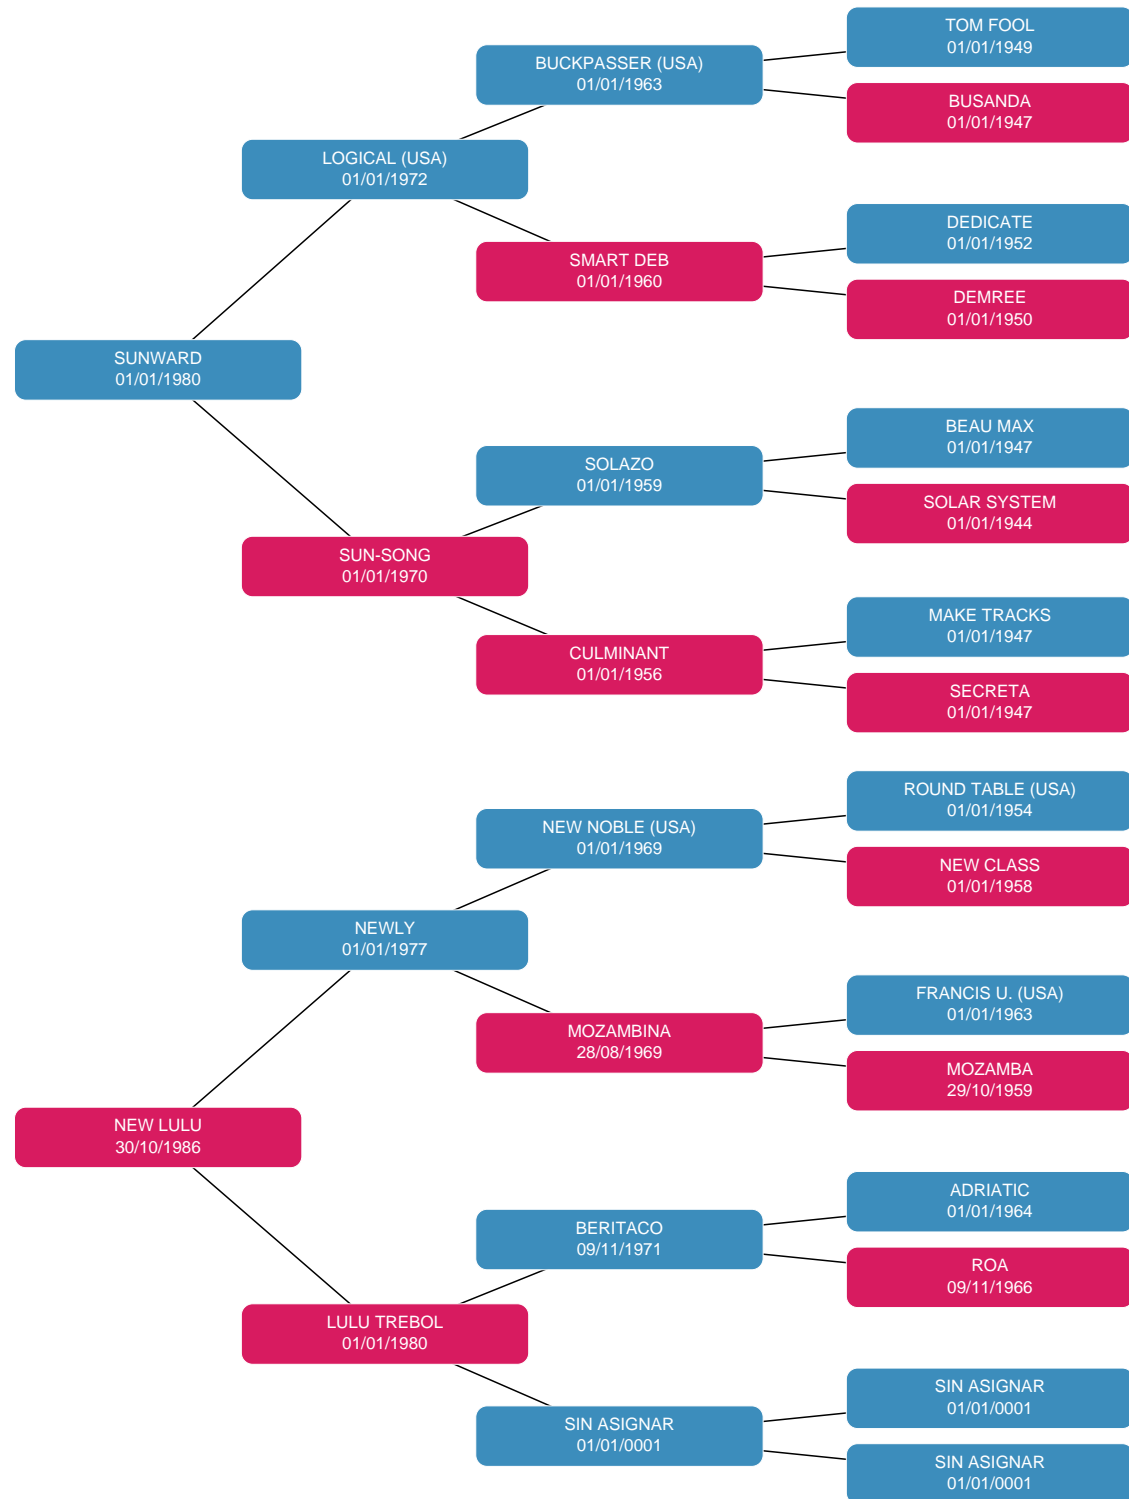 TOM FOOL
01/01/1949
BUCKPASSER (USA)
01/01/1963
BUSANDA
01/01/1947
LOGICAL (USA)
01/01/1972
DEDICATE
01/01/1952
SMART DEB
01/01/1960
DEMREE
01/01/1950
SUNWARD
01/01/1980
BEAU MAX
01/01/1947
SOLAZO
01/01/1959
SOLAR SYSTEM
01/01/1944
SUN-SONG
01/01/1970
MAKE TRACKS
01/01/1947
CULMINANT
01/01/1956
SECRETA
01/01/1947
ROUND TABLE (USA)
01/01/1954
NEW NOBLE (USA)
01/01/1969
NEW CLASS
01/01/1958
NEWLY
01/01/1977
FRANCIS U. (USA)
01/01/1963
MOZAMBINA
28/08/1969
MOZAMBA
29/10/1959
NEW LULU
30/10/1986
ADRIATIC
01/01/1964
BERITACO
09/11/1971
ROA
09/11/1966
LULU TREBOL
01/01/1980
SIN ASIGNAR
01/01/0001
SIN ASIGNAR
01/01/0001
SIN ASIGNAR
01/01/0001